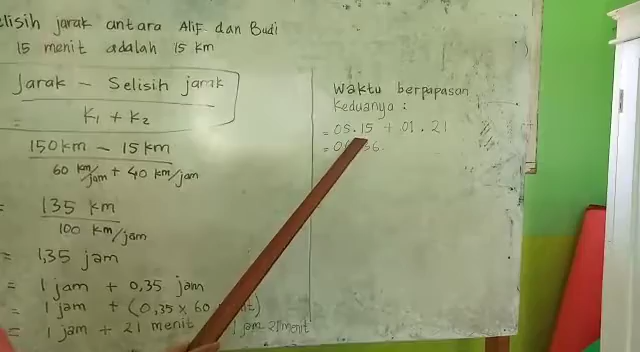 elisih jarak antara Alif dan Budi
15 menit adalah 15 km
Jarak - Selisih jarak
= K1 + K2
150 km - 15 km
60 km/jam + 40 km/jam
= 135 km
100 km/jam
= 1,35 jam
= 1 jam + 0,35 jam
= 1 jam + (0,35 x 60
= 1 jam + 21 menit 1 jam 21 menit
Waktu berpapasan
Keduanya :
= 05.15 + 01.21